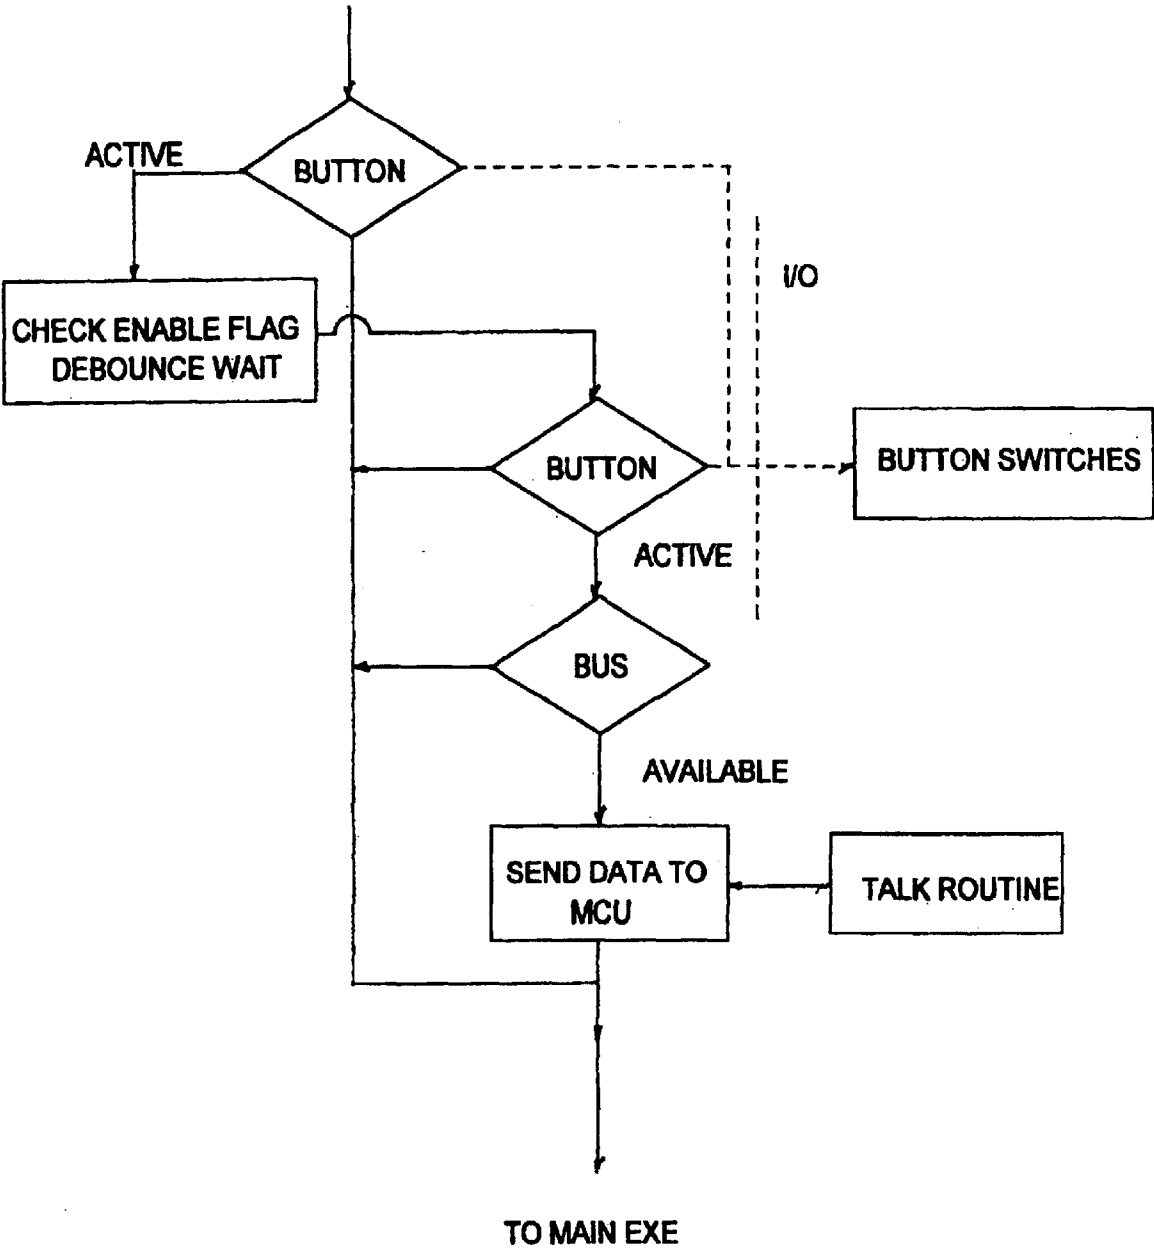 ACTIVE
BUTTON
I/O
CHECK ENABLE FLAG
DEBOUNCE WAIT
BUTTON
BUTTON SWITCHES
ACTIVE
BUS
AVAILABLE
SEND DATA TO
MCU
TALK ROUTINE
TO MAIN EXE